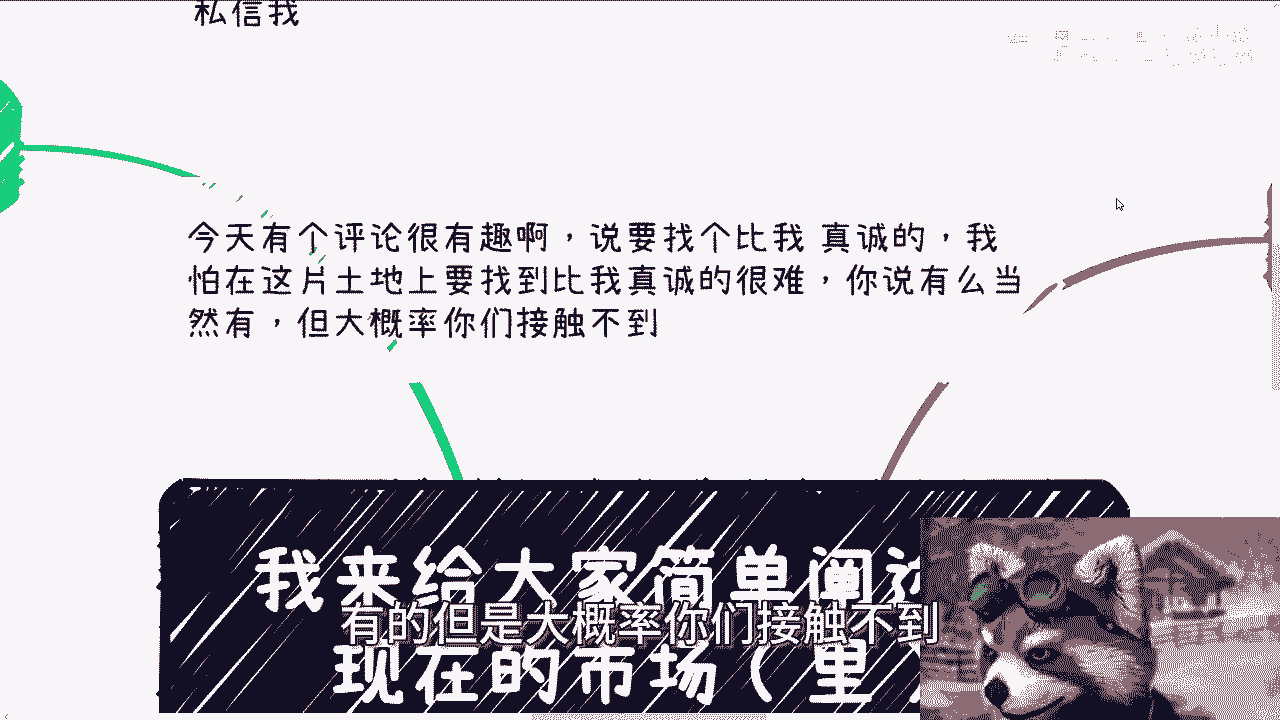 私信我
今天有个评论很有趣啊，说要找个比我 真诚的，我
怕在这片土地上要找到比我真诚的很难，你说有么当
然有，但大概率你们接触不到
我来给大家简单阐述
有的但是大概率你们接触不到
现在的市场（里